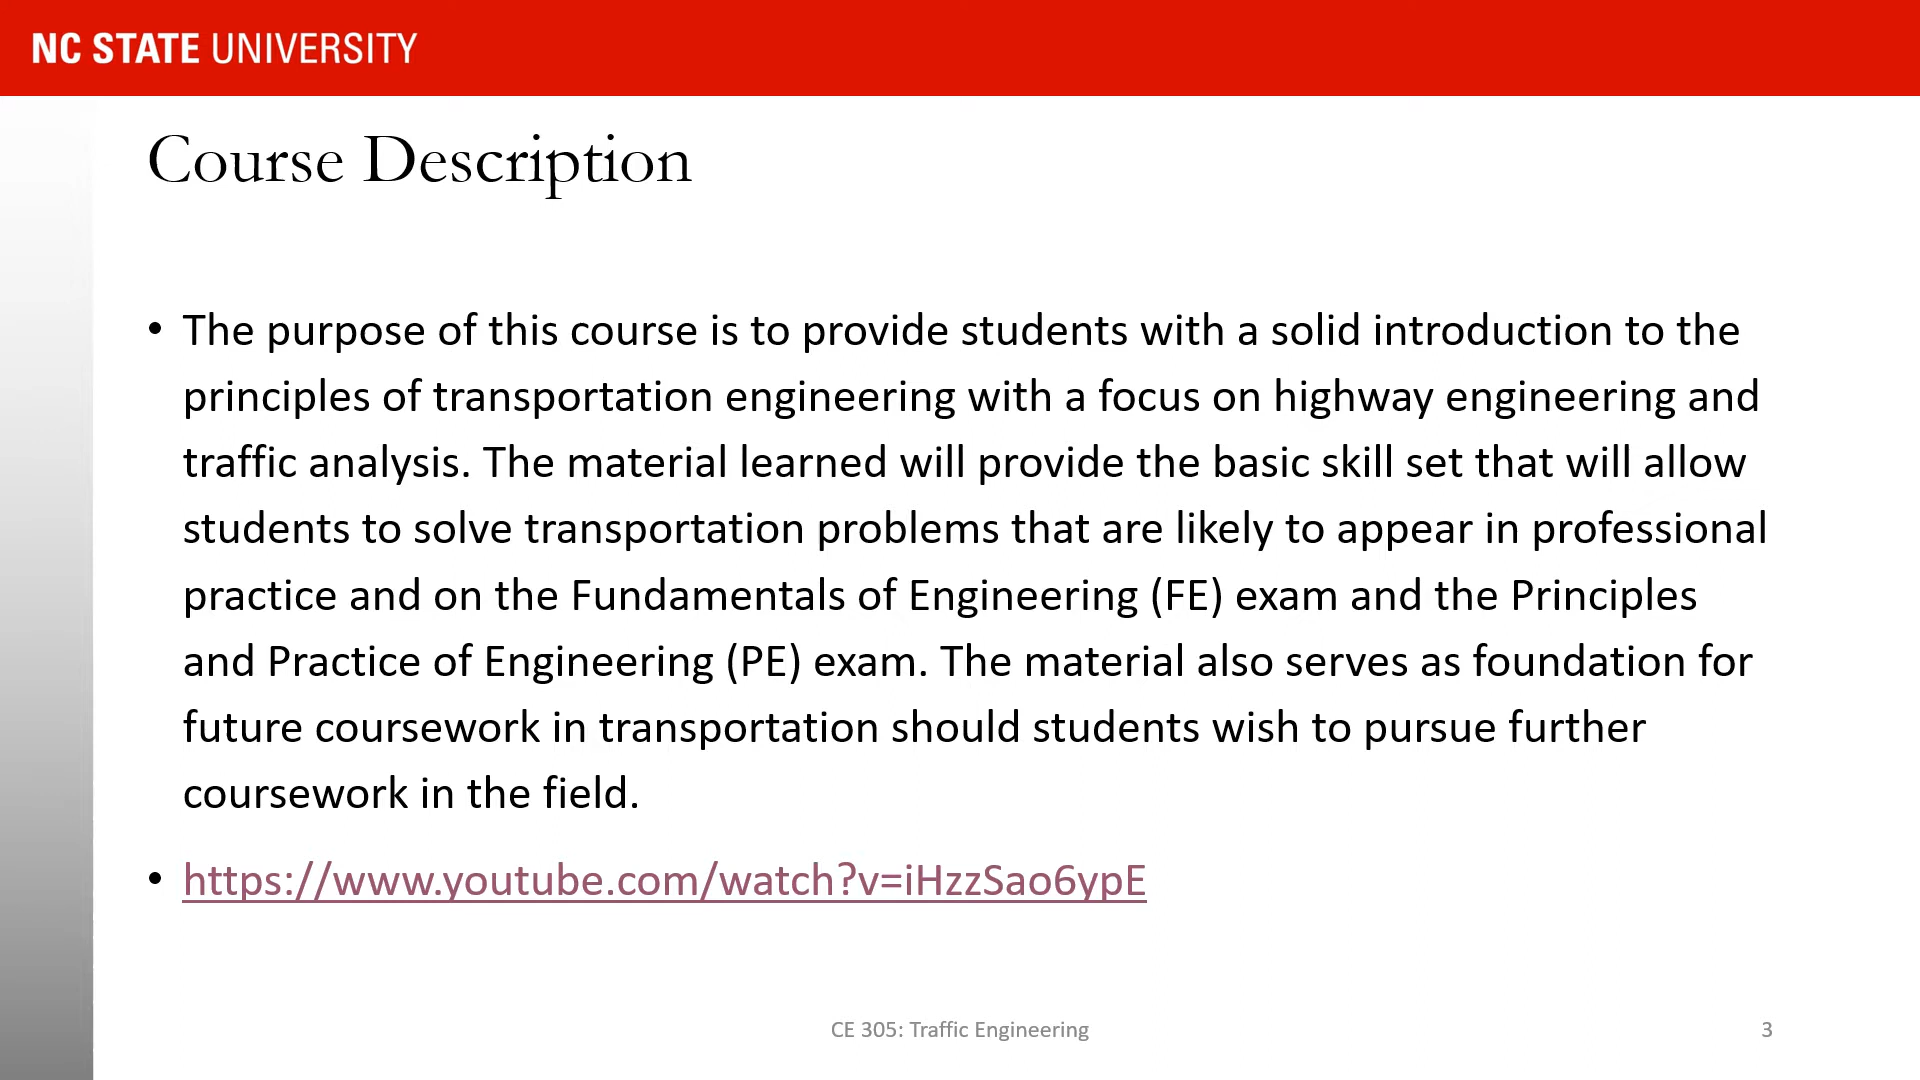 NC STATE UNIVERSITY
Course Description
• The purpose of this course is to provide students with a solid introduction to the
principles of transportation engineering with a focus on highway engineering and
traffic analysis. The material learned will provide the basic skill set that will allow
students to solve transportation problems that are likely to appear in professional
practice and on the Fundamentals of Engineering (FE) exam and the Principles
and Practice of Engineering (PE) exam. The material also serves as foundation for
future coursework in transportation should students wish to pursue further
coursework in the field.
• https://www.youtube.com/watch?v=iHzzSao6ypE
CE 305: Traffic Engineering
3